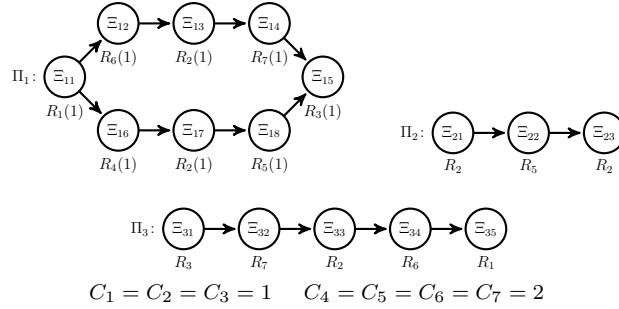 Ξ₁₂ Ξ₁₃ Ξ₁₄
R₆(1) R₂(1) R₇(1)
Π₁: Ξ₁₁ Ξ₁₅
R₁(1) R₃(1)
Ξ₁₆ Ξ₁₇ Ξ₁₈
R₄(1) R₂(1) R₅(1)
Π₂: Ξ₂₁ Ξ₂₂ Ξ₂₃
R₂ R₅ R₂
Π₃: Ξ₃₁ Ξ₃₂ Ξ₃₃ Ξ₃₄ Ξ₃₅
R₃ R₇ R₂ R₆ R₁
C₁ = C₂ = C₃ = 1 C₄ = C₅ = C₆ = C₇ = 2